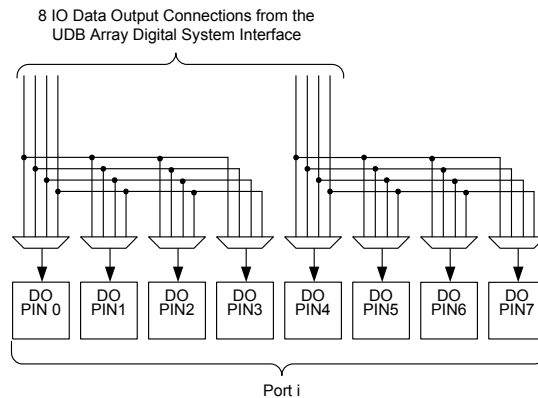 8 IO Data Output Connections from the
UDB Array Digital System Interface
DO
PIN 0
DO
PIN1
DO
PIN2
DO
PIN3
DO
PIN4
DO
PIN5
DO
PIN6
DO
PIN7
Port i